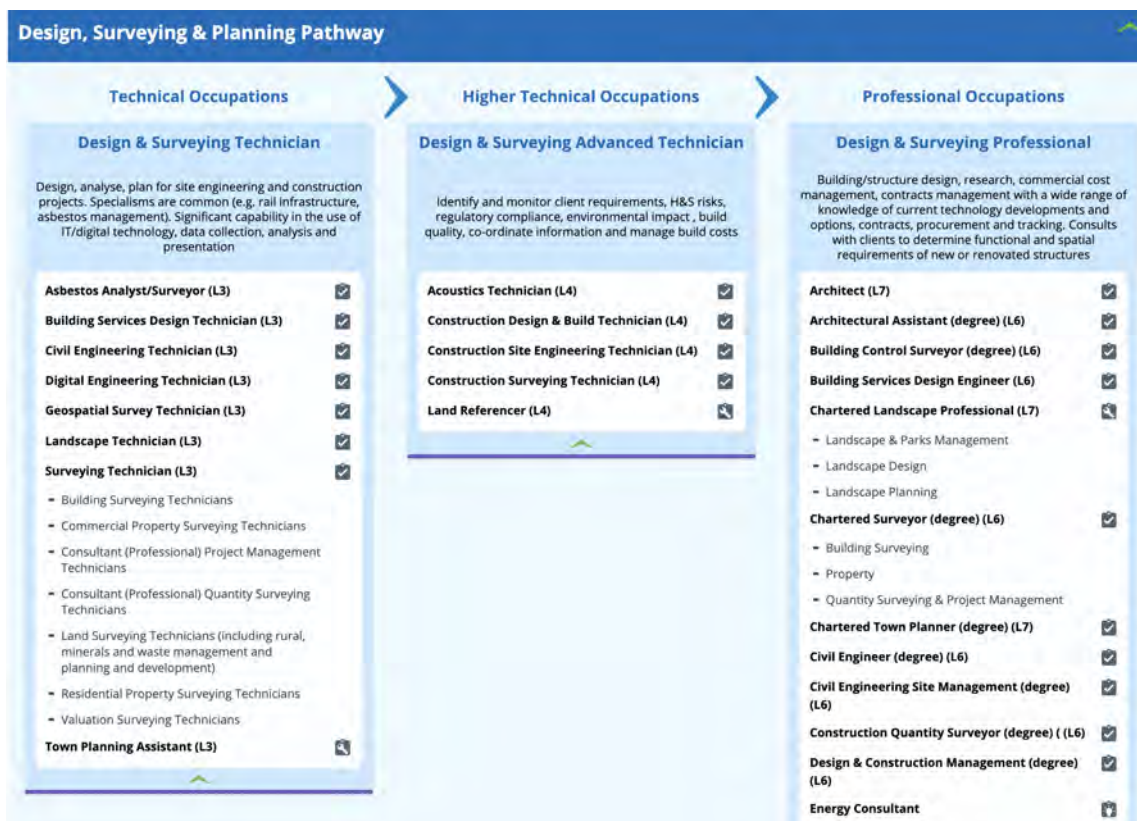 Design, Surveying & Planning Pathway
Technical Occupations
Design & Surveying Technician
Design, analyse, plan for site engineering and construction
projects. Specialisms are common (e.g. rail infrastructure,
asbestos management). Significant capability in the use of
IT/digital technology, data collection, analysis and
presentation
Asbestos Analyst/Surveyor (L3)
Building Services Design Technician (L3)
Civil Engineering Technician (L3)
Digital Engineering Technician (L3)
Geospatial Survey Technician (L3)
Landscape Technician (L3)
Surveying Technician (L3)
- Building Surveying Technicians
- Commercial Property Surveying Technicians
- Consultant (Professional) Project Management
Technicians
- Consultant (Professional) Quantity Surveying
Technicians
- Land Surveying Technicians (including rural,
minerals and waste management and
planning and development)
- Residential Property Surveying Technicians
- Valuation Surveying Technicians
Town Planning Assistant (L3)
Higher Technical Occupations
Design & Surveying Advanced Technician
Identify and monitor client requirements, H&S risks,
regulatory compliance, environmental impact , build
quality, co-ordinate information and manage build costs
Acoustics Technician (L4)
Construction Design & Build Technician (L4)
Construction Site Engineering Technician (L4)
Construction Surveying Technician (L4)
Land Referencer (L4)
Professional Occupations
Design & Surveying Professional
Building/structure design, research, commercial cost
management, contracts management with a wide range of
knowledge of current technology developments and
options, contracts, procurement and tracking. Consults
with clients to determine functional and spatial
requirements of new or renovated structures
Architect (L7)
Architectural Assistant (degree) (L6)
Building Control Surveyor (degree) (L6)
Building Services Design Engineer (L6)
Chartered Landscape Professional (L7)
- Landscape & Parks Management
- Landscape Design
- Landscape Planning
Chartered Surveyor (degree) (L6)
- Building Surveying
- Property
- Quantity Surveying & Project Management
Chartered Town Planner (degree) (L7)
Civil Engineer (degree) (L6)
Civil Engineering Site Management (degree)
(L6)
Construction Quantity Surveyor (degree) ( (L6)
Design & Construction Management (degree)
(L6)
Energy Consultant